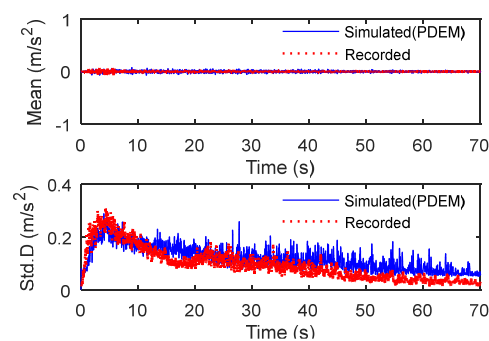 1
Simulated(PDEM)
Recorded
0
-1
Mean (m/s²)
0 10 20 30 40 50 60 70
Time (s)
0.4
Simulated(PDEM)
Recorded
0.2
0
Std.D (m/s²)
0 10 20 30 40 50 60 70
Time (s)